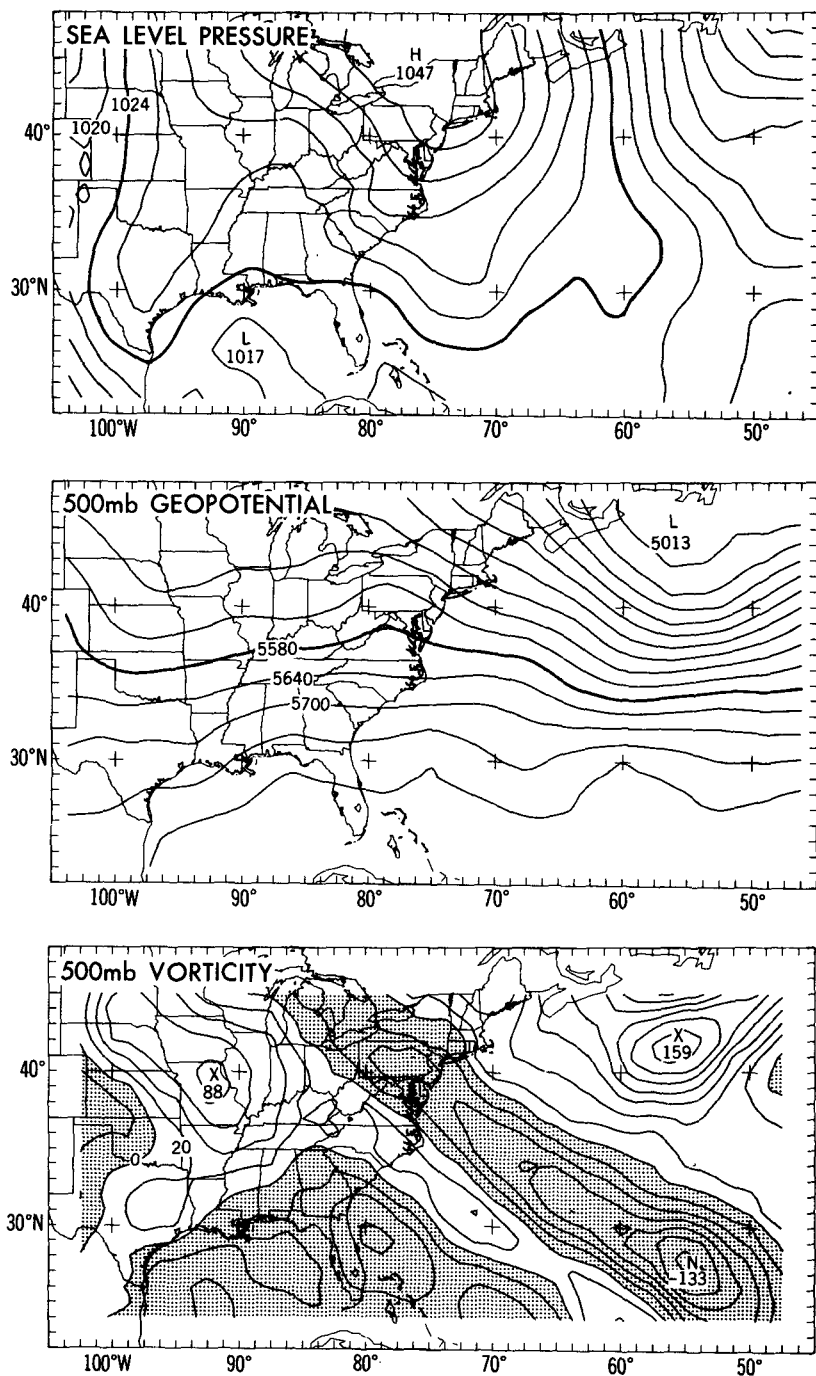 SEA LEVEL PRESSURE
H
1047
1024
1020
40°
30°N
L
1017
100°W 90° 80° 70° 60° 50°
500mb GEOPOTENTIAL
L
5013
40°
5580
5640
5700
30°N
100°W 90° 80° 70° 60° 50°
500mb VORTICITY
X
159
40°
X
88
20
0
30°N
N
-133
100°W 90° 80° 70° 60° 50°